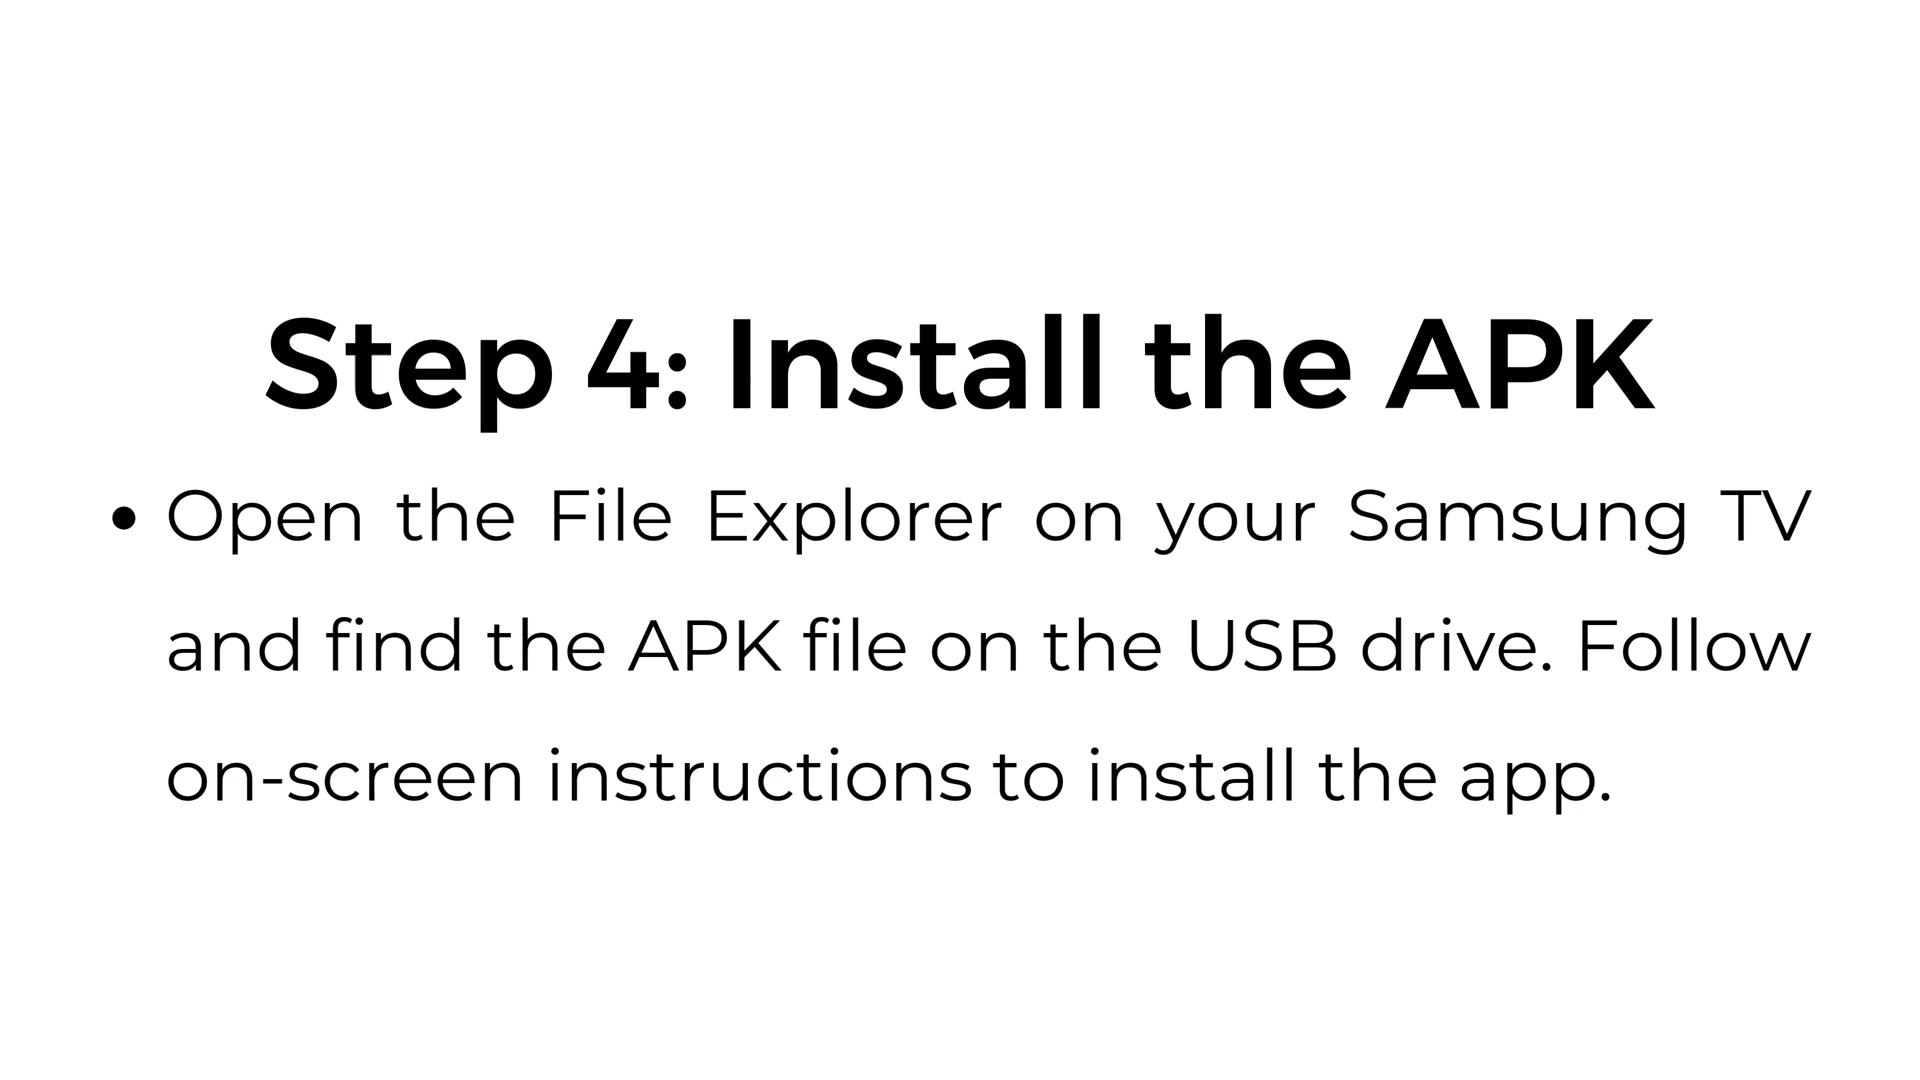 Step 4: Install the APK
• Open the File Explorer on your Samsung TV
and find the APK file on the USB drive. Follow
on-screen instructions to install the app.